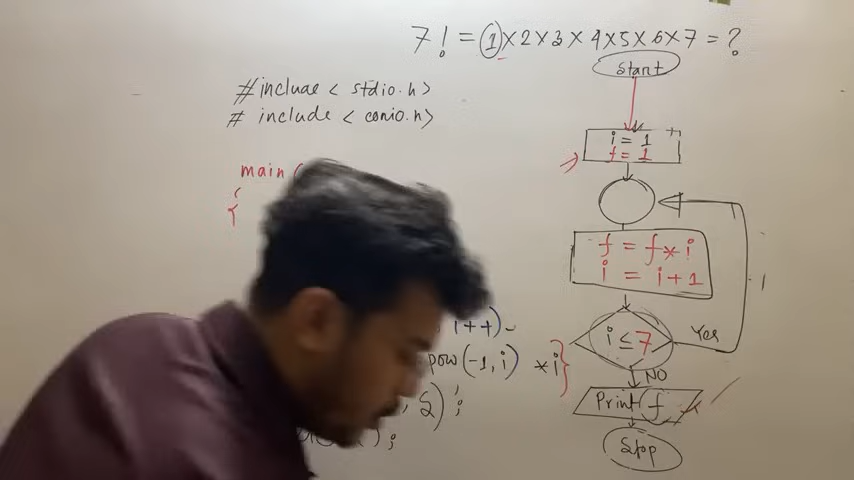 7! = 1×2×3×4×5×6×7 = ?
Start
#include < stdio.h>
# include < conio.h>
main (
{
i = 1
f = 1
f = f*i
i = i+1
i ≤ 7
Yes
NO
Print f
Stop
i++)
pow(-1, i) *i
, S) ;
) ;